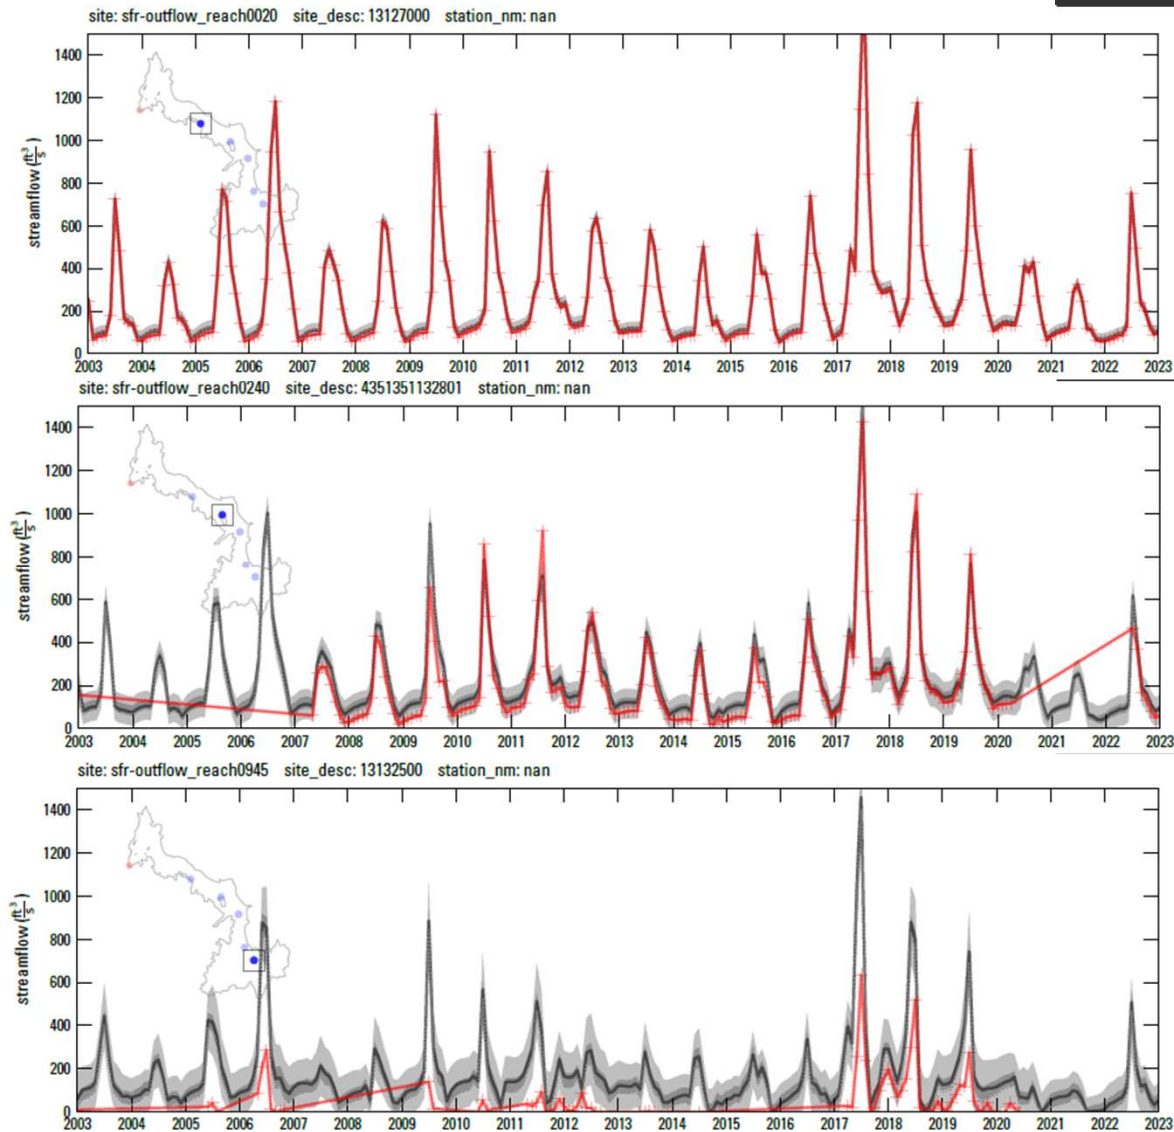 site: sfr-outflow_reach0020 site_desc: 13127000 station_nm: nan
streamflow (ft³/s)
1400
1200
1000
800
600
400
200
0
2003 2004 2005 2006 2007 2008 2009 2010 2011 2012 2013 2014 2015 2016 2017 2018 2019 2020 2021 2022 2023
site: sfr-outflow_reach0240 site_desc: 4351351132801 station_nm: nan
streamflow (ft³/s)
1400
1200
1000
800
600
400
200
0
2003 2004 2005 2006 2007 2008 2009 2010 2011 2012 2013 2014 2015 2016 2017 2018 2019 2020 2021 2022 2023
site: sfr-outflow_reach0945 site_desc: 13132500 station_nm: nan
streamflow (ft³/s)
1400
1200
1000
800
600
400
200
0
2003 2004 2005 2006 2007 2008 2009 2010 2011 2012 2013 2014 2015 2016 2017 2018 2019 2020 2021 2022 2023